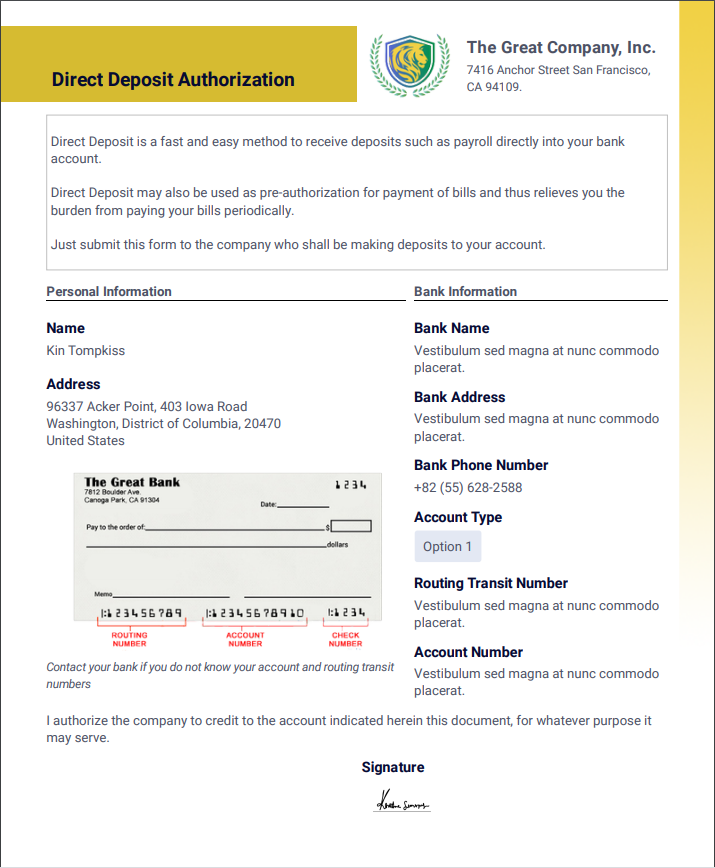 Direct Deposit Authorization
The Great Company, Inc.
7416 Anchor Street San Francisco,
CA 94109.
Direct Deposit is a fast and easy method to receive deposits such as payroll directly into your bank
account.
Direct Deposit may also be used as pre-authorization for payment of bills and thus relieves you the
burden from paying your bills periodically.
Just submit this form to the company who shall be making deposits to your account.
Personal Information
Name
Kin Tompkiss
Address
96337 Acker Point, 403 Iowa Road
Washington, District of Columbia, 20470
United States
The Great Bank
7812 Boulder Ave.
Canoga Park, CA 91304
1234
Date:
Pay to the order of:
$
dollars
Memo
123456789
12345678910
1234
ROUTING
NUMBER
ACCOUNT
NUMBER
CHECK
NUMBER
Contact your bank if you do not know your account and routing transit
numbers
Bank Information
Bank Name
Vestibulum sed magna at nunc commodo
placerat.
Bank Address
Vestibulum sed magna at nunc commodo
placerat.
Bank Phone Number
+82 (55) 628-2588
Account Type
Option 1
Routing Transit Number
Vestibulum sed magna at nunc commodo
placerat.
Account Number
Vestibulum sed magna at nunc commodo
placerat.
I authorize the company to credit to the account indicated herein this document, for whatever purpose it
may serve.
Signature